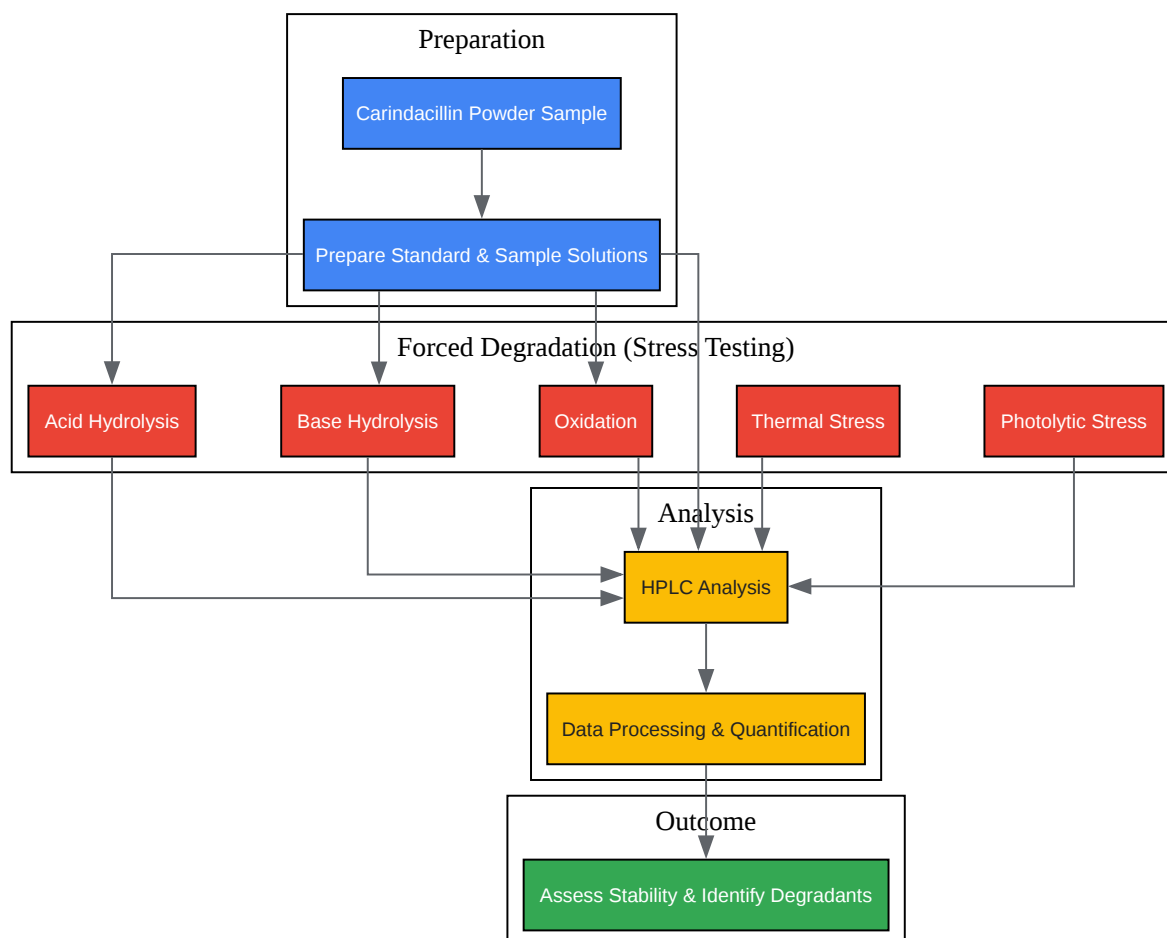 Preparation
Carindacillin Powder Sample
Prepare Standard & Sample Solutions
Forced Degradation (Stress Testing)
Acid Hydrolysis
Base Hydrolysis
Oxidation
Thermal Stress
Photolytic Stress
Analysis
HPLC Analysis
Data Processing & Quantification
Outcome
Assess Stability & Identify Degradants